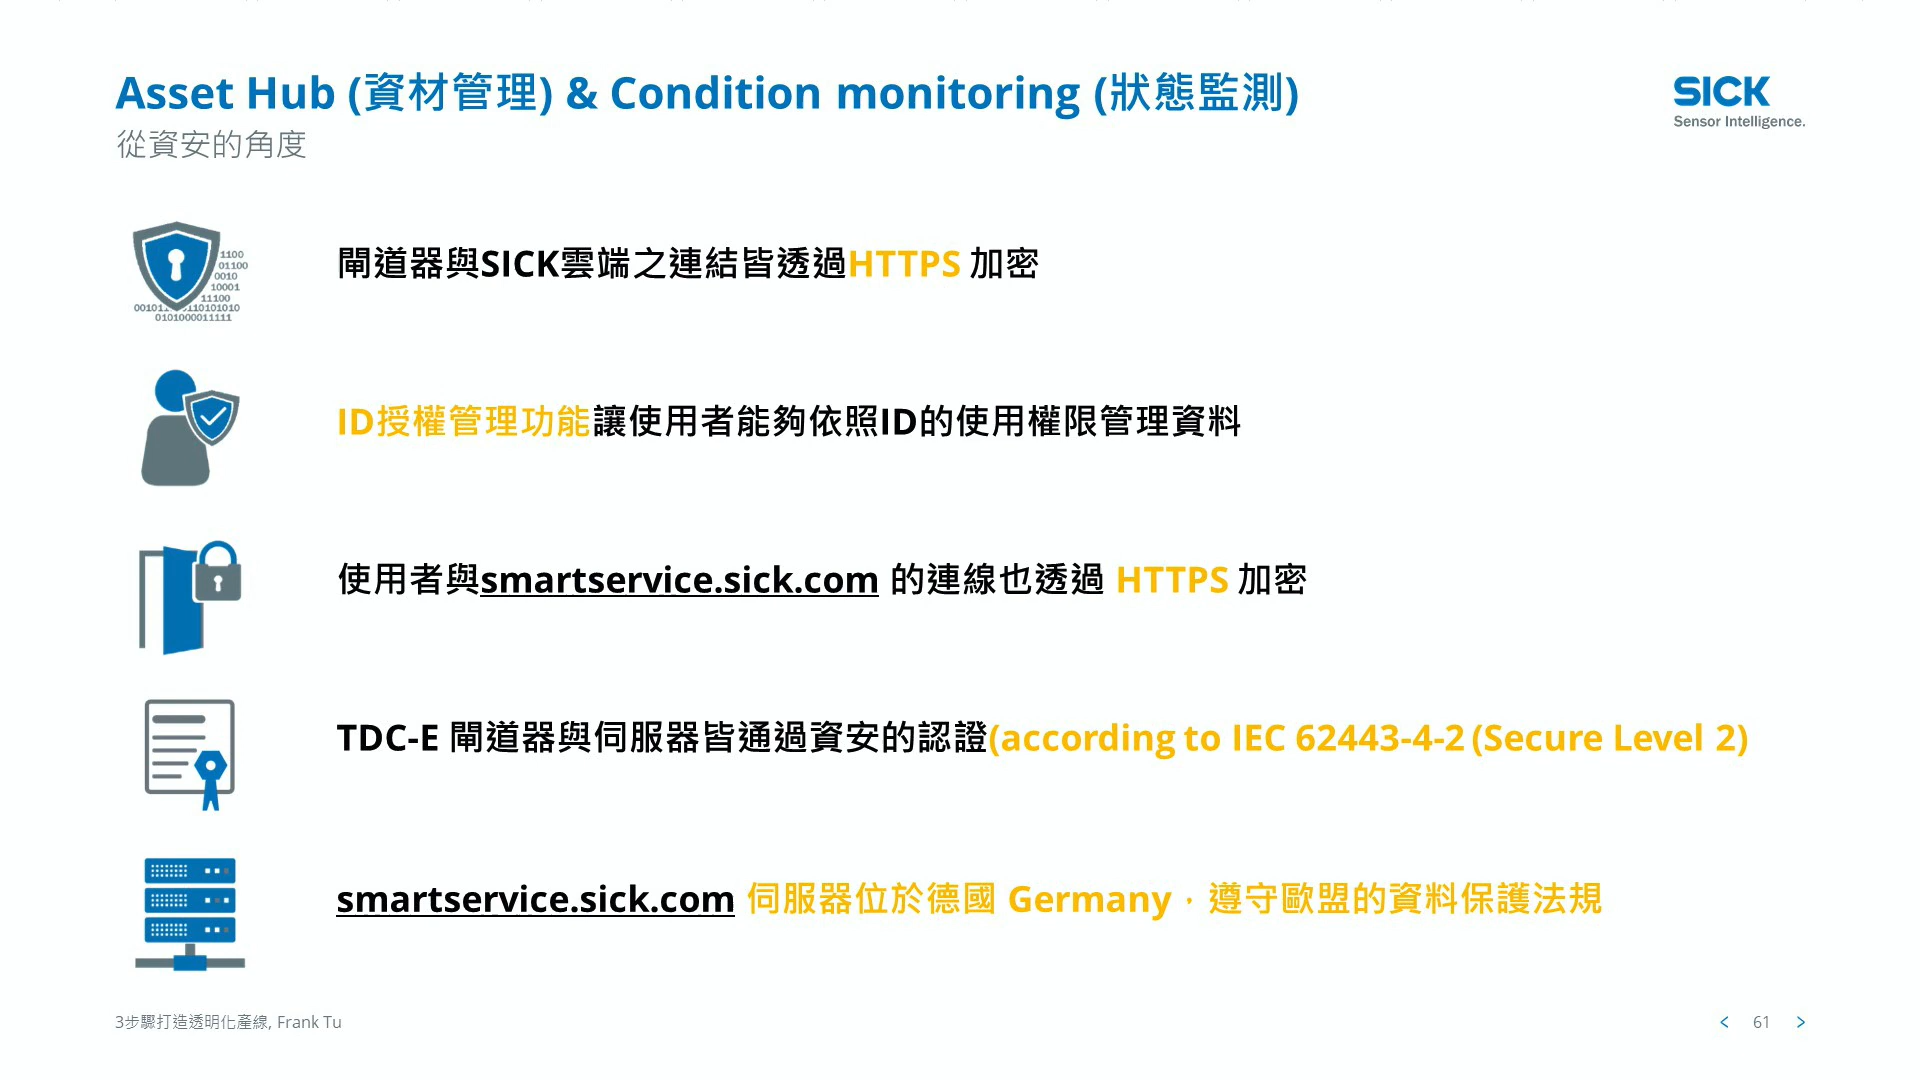 Asset Hub (資材管理) & Condition monitoring (狀態監測)
從資安的角度
SICK
Sensor Intelligence.
1100
01100
0010
10001
11100
0101000011111
閘道器與SICK雲端之連結皆透過HTTPS 加密
ID授權管理功能讓使用者能夠依照ID的使用權限管理資料
使用者與smartservice.sick.com 的連線也透過 HTTPS 加密
TDC-E 閘道器與伺服器皆通過資安的認證(according to IEC 62443-4-2 (Secure Level 2)
smartservice.sick.com 伺服器位於德國 Germany，遵守歐盟的資料保護法規
3步驟打造透明化產線, Frank Tu
< 61 >